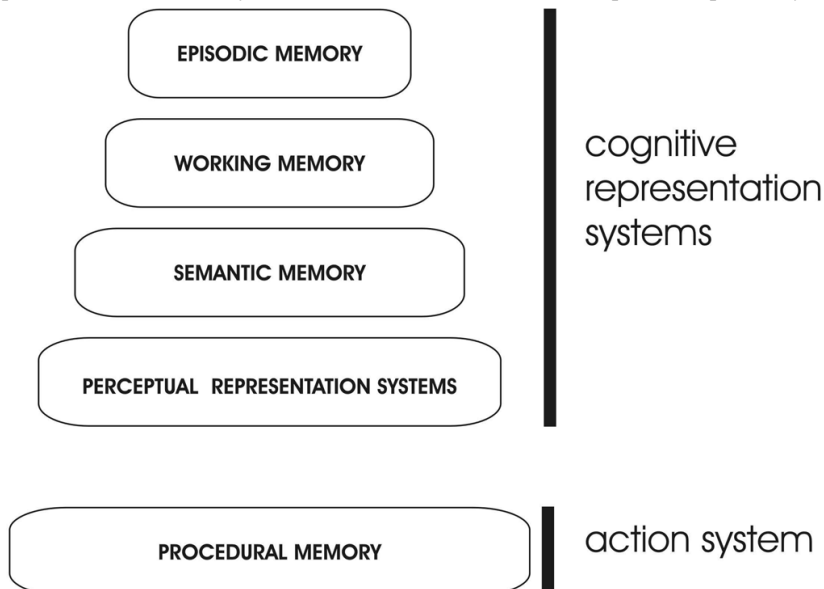 EPISODIC MEMORY
WORKING MEMORY
SEMANTIC MEMORY
PERCEPTUAL REPRESENTATION SYSTEMS
cognitive
representation
systems
PROCEDURAL MEMORY
action system